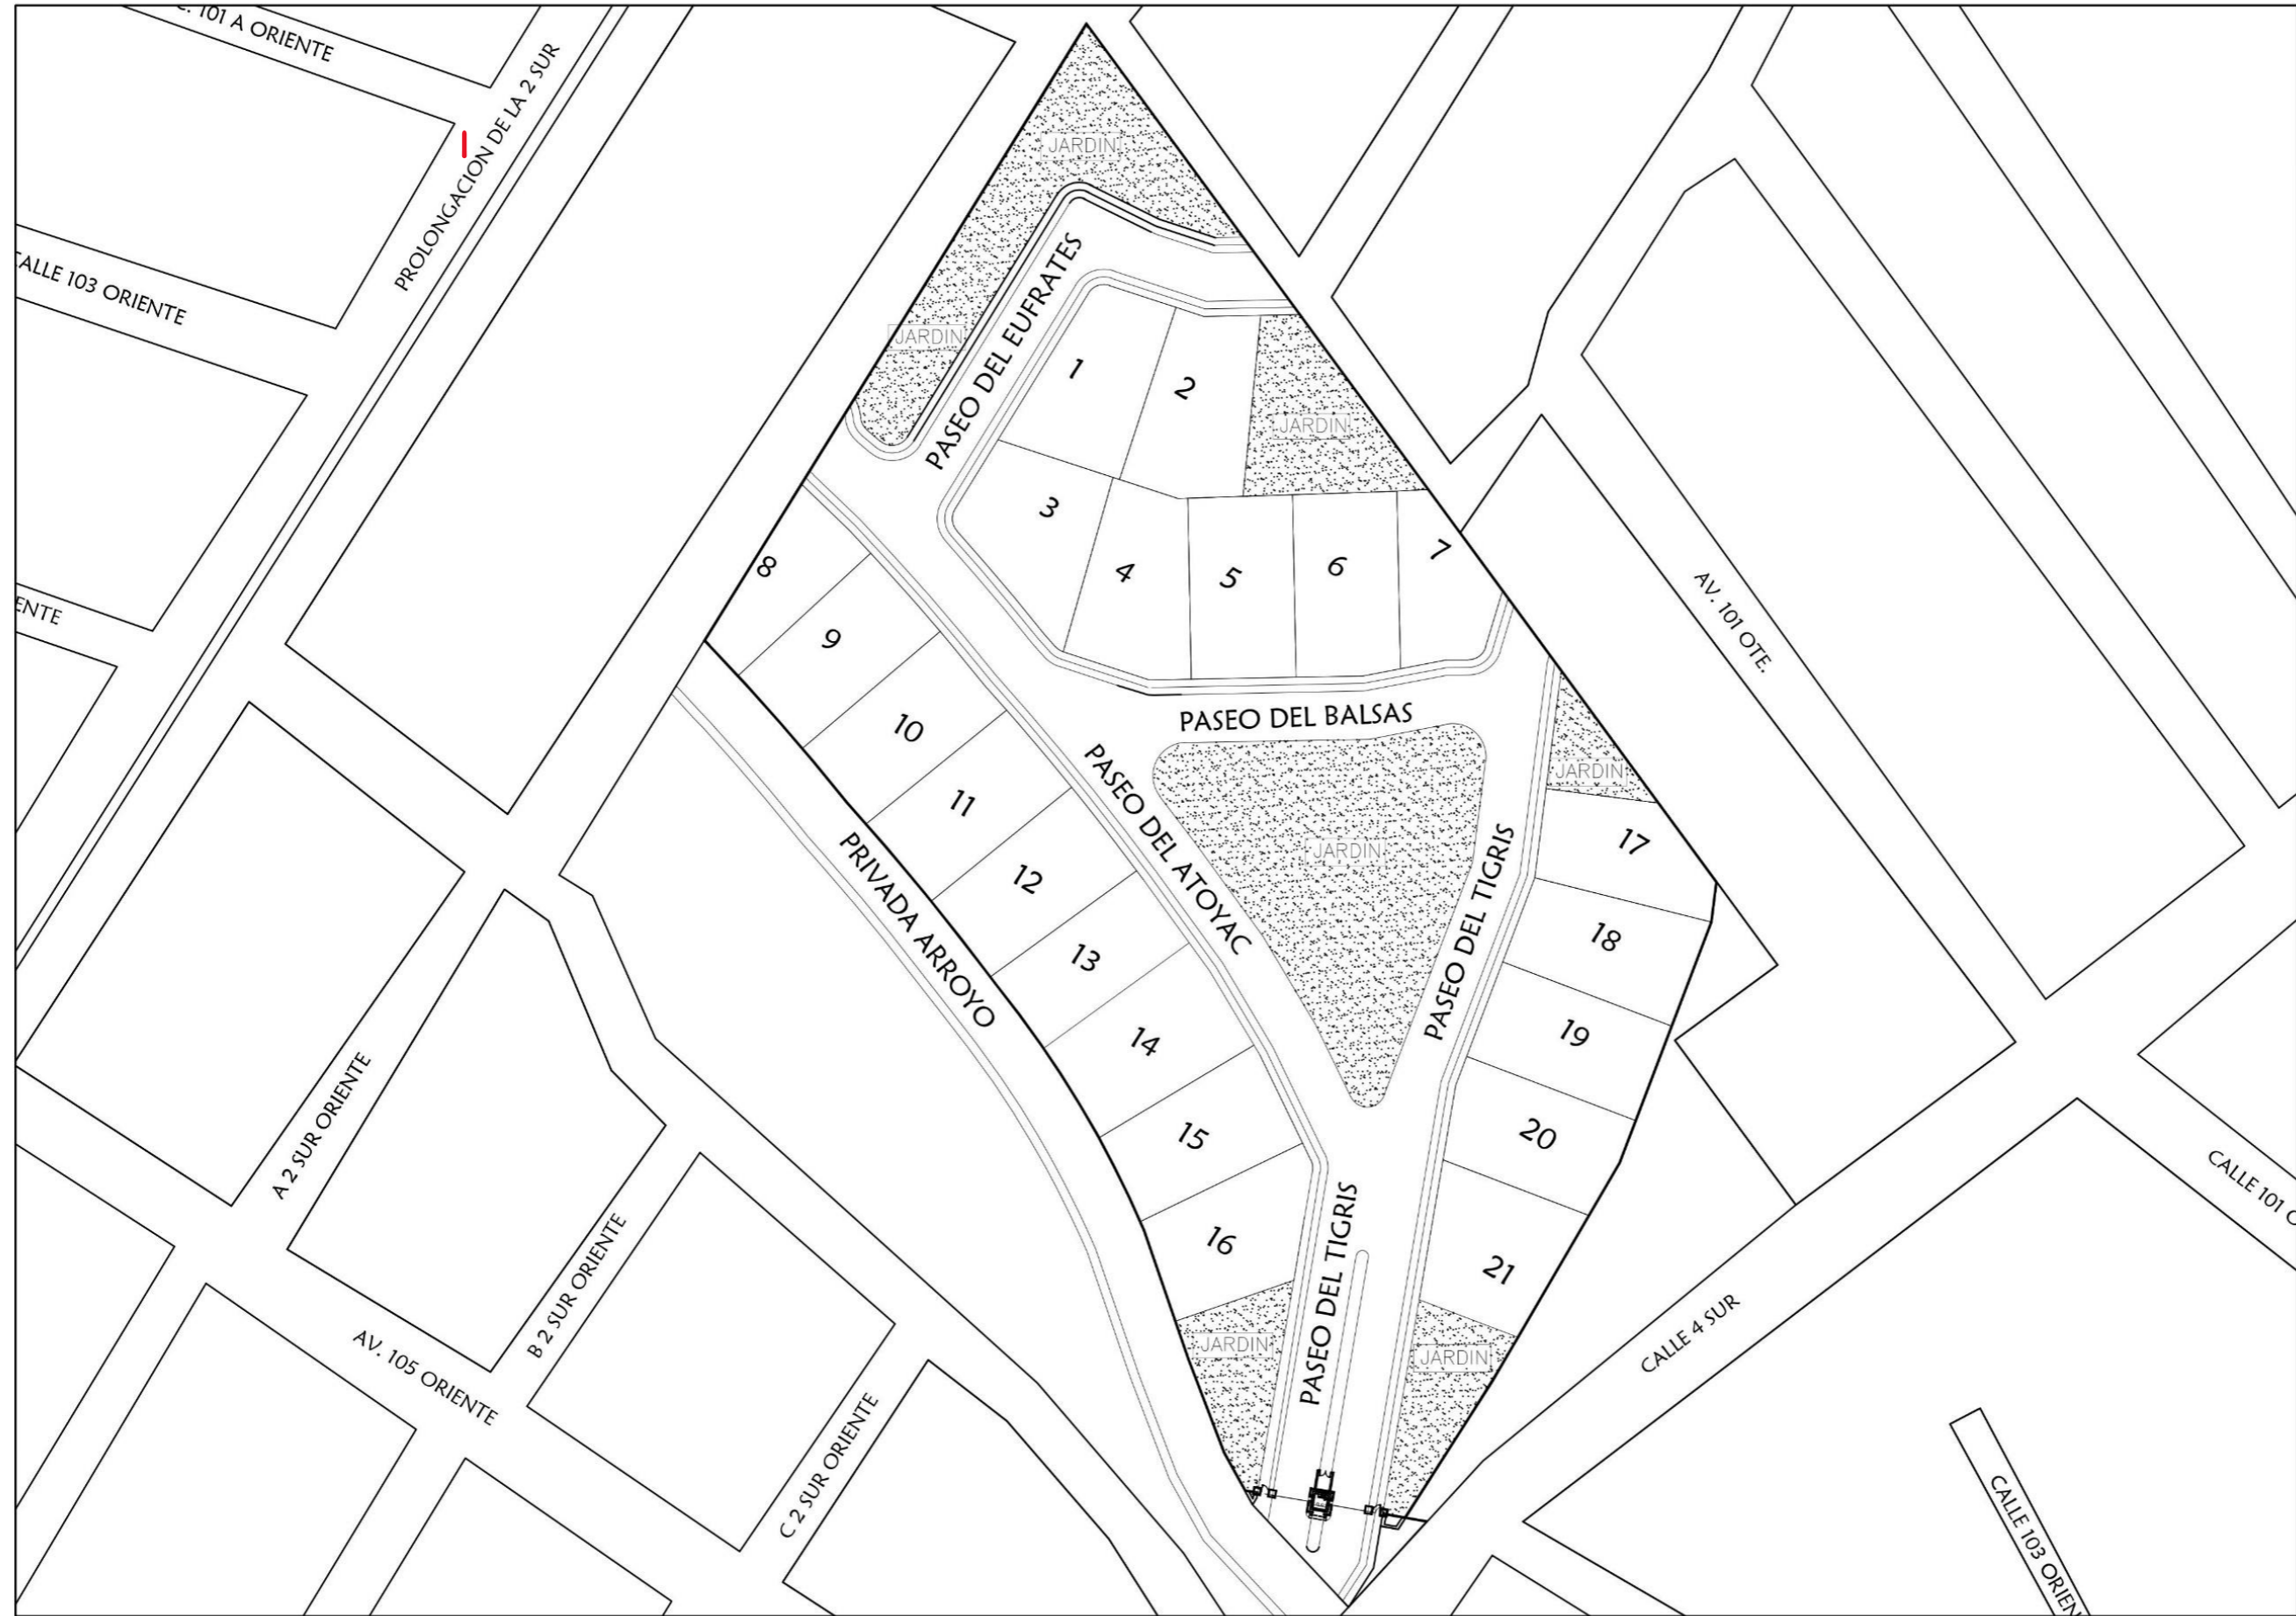 C. 101 A ORIENTE
PROLONGACION DE LA 2 SUR
CALLE 103 ORIENTE
JARDIN
JARDIN
PASEO DEL EUFRATES
1
2
JARDIN
3
4
5
6
7
8
9
10
11
12
13
14
15
16
AV. 101 OTE.
PASEO DEL BALSAS
PASEO DEL ATOYAC
JARDIN
JARDIN
PASEO DEL TIGRIS
17
18
19
20
21
PRIVADA ARROYO
PASEO DEL TIGRIS
JARDIN
JARDIN
ENTE
A 2 SUR ORIENTE
B 2 SUR ORIENTE
AV. 105 ORIENTE
C 2 SUR ORIENTE
CALLE 4 SUR
CALLE 101 O
CALLE 103 ORIEN